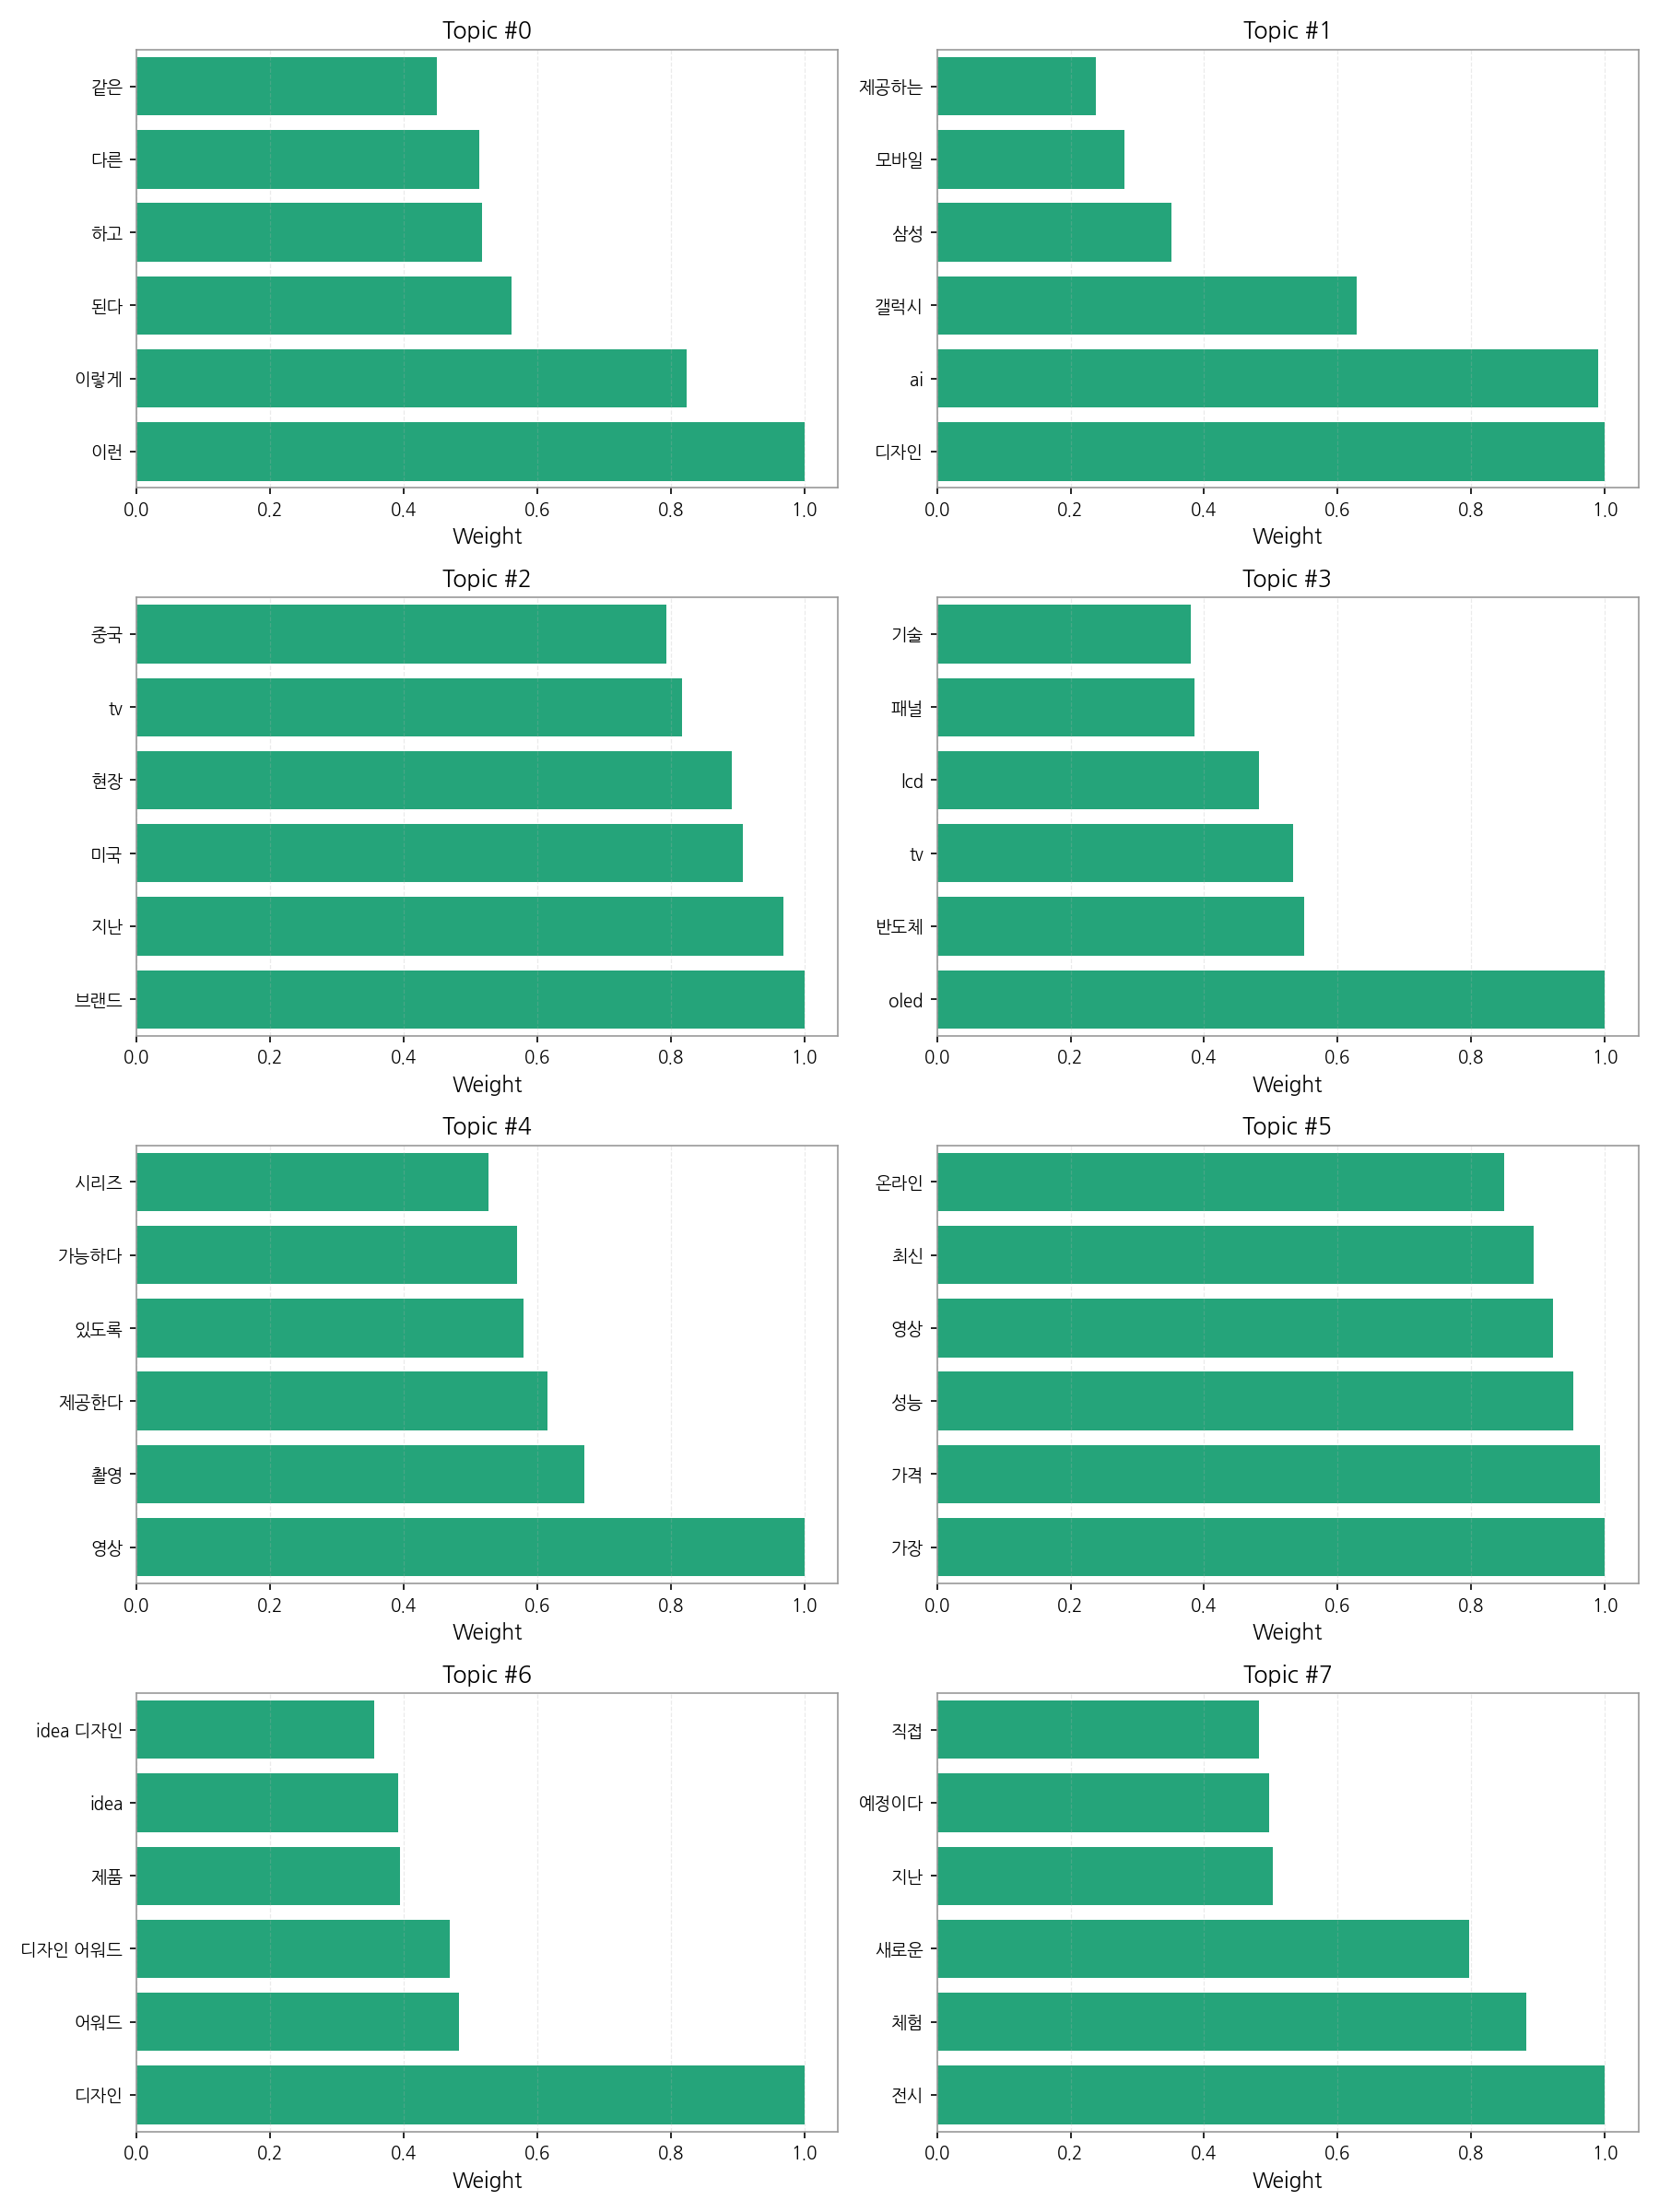 Topic #0
같은
다른
하고
된다
이렇게
이런
0.0 0.2 0.4 0.6 0.8 1.0
Weight
Topic #1
제공하는
모바일
삼성
갤럭시
ai
디자인
0.0 0.2 0.4 0.6 0.8 1.0
Weight
Topic #2
중국
tv
현장
미국
지난
브랜드
0.0 0.2 0.4 0.6 0.8 1.0
Weight
Topic #3
기술
패널
lcd
tv
반도체
oled
0.0 0.2 0.4 0.6 0.8 1.0
Weight
Topic #4
시리즈
가능하다
있도록
제공한다
촬영
영상
0.0 0.2 0.4 0.6 0.8 1.0
Weight
Topic #5
온라인
최신
영상
성능
가격
가장
0.0 0.2 0.4 0.6 0.8 1.0
Weight
Topic #6
idea 디자인
idea
제품
디자인 어워드
어워드
디자인
0.0 0.2 0.4 0.6 0.8 1.0
Weight
Topic #7
직접
예정이다
지난
새로운
체험
전시
0.0 0.2 0.4 0.6 0.8 1.0
Weight